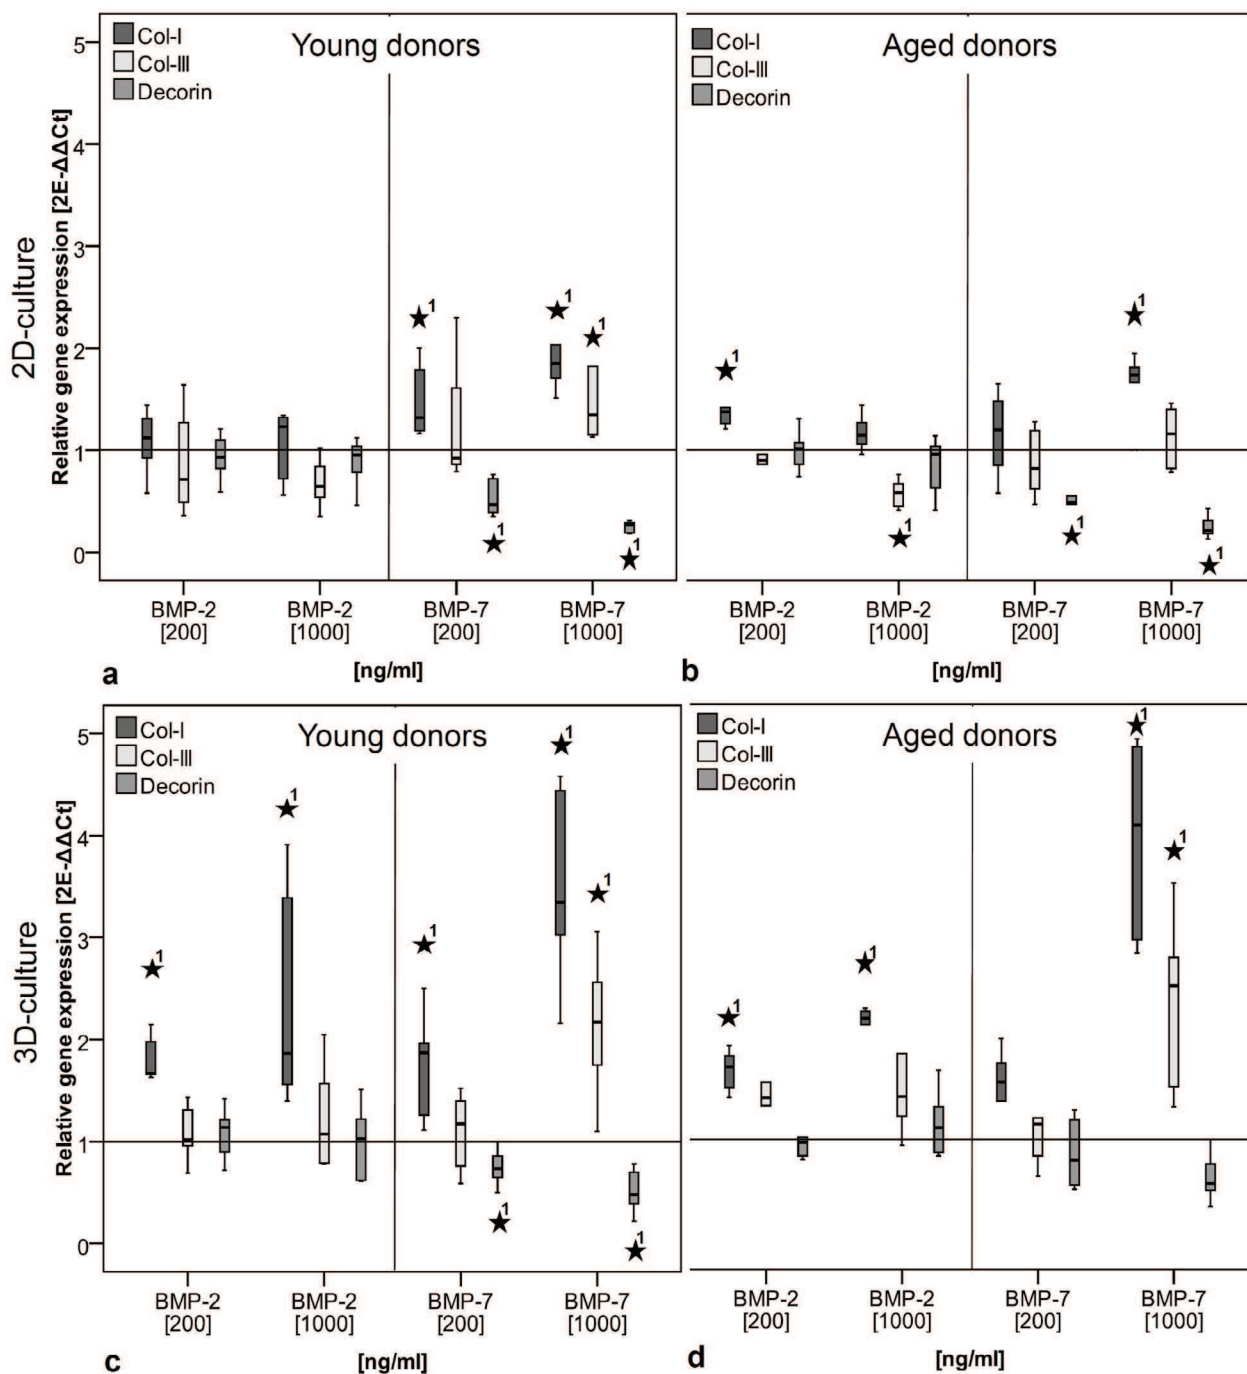 Young donors
Col-I
Col-III
Decorin
5
4
3
2
1
0
Relative gene expression [2E-ΔΔCt]
2D-culture
1
1
1
1
1
1
BMP-2
[200]
BMP-2
[1000]
BMP-7
[200]
BMP-7
[1000]
[ng/ml]
a
Aged donors
Col-I
Col-III
Decorin
1
1
1
1
1
BMP-2
[200]
BMP-2
[1000]
BMP-7
[200]
BMP-7
[1000]
[ng/ml]
b
Young donors
Col-I
Col-III
Decorin
5
4
3
2
1
0
Relative gene expression [2E-ΔΔCt]
3D-culture
1
1
1
1
1
1
1
BMP-2
[200]
BMP-2
[1000]
BMP-7
[200]
BMP-7
[1000]
[ng/ml]
c
Aged donors
Col-I
Col-III
Decorin
1
1
1
1
BMP-2
[200]
BMP-2
[1000]
BMP-7
[200]
BMP-7
[1000]
[ng/ml]
d